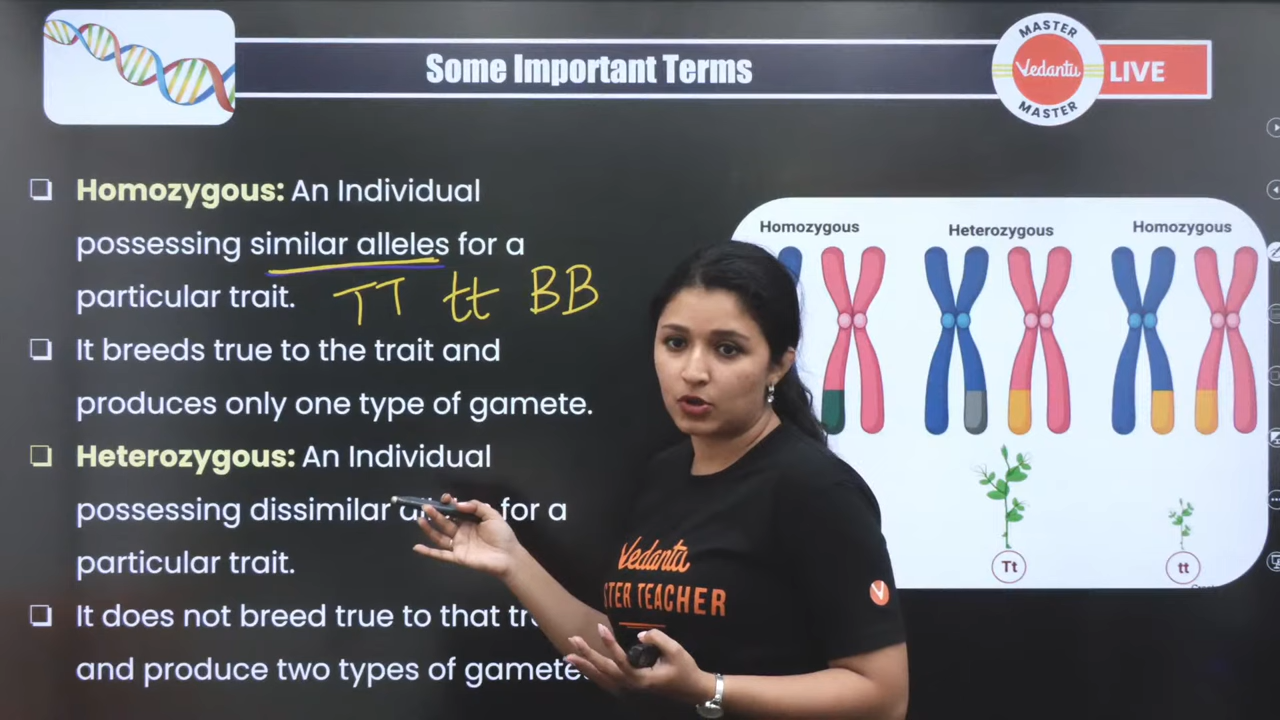 Some Important Terms
MASTER
Vedantu
MASTER
LIVE
Homozygous: An Individual
possessing similar alleles for a
particular trait. TT tt BB
It breeds true to the trait and
produces only one type of gamete.
Heterozygous: An Individual
possessing dissimilar for a
particular trait.
It does not breed true to that
and produce two types of
Homozygous Heterozygous Homozygous
Tt tt
Vedantu
TEACHER
V